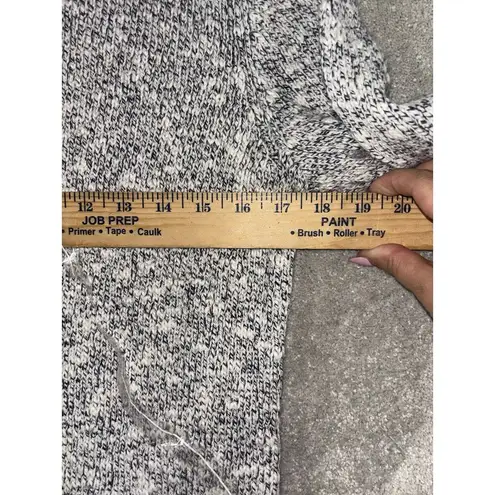 12 13 14 15 16 17 18 19 20
JOB PREP PAINT
• Primer • Tape • Caulk • Brush • Roller • Tray